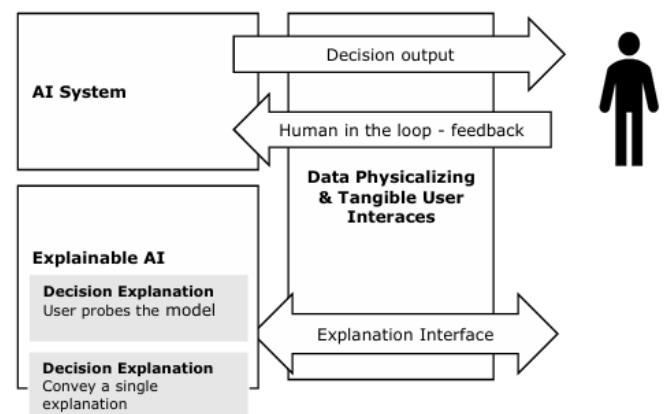 Decision output
AI System
Human in the loop - feedback
Data Physicalizing
& Tangible User
Interaces
Explainable AI
Decision Explanation
User probes the model
Explanation Interface
Decision Explanation
Convey a single
explanation